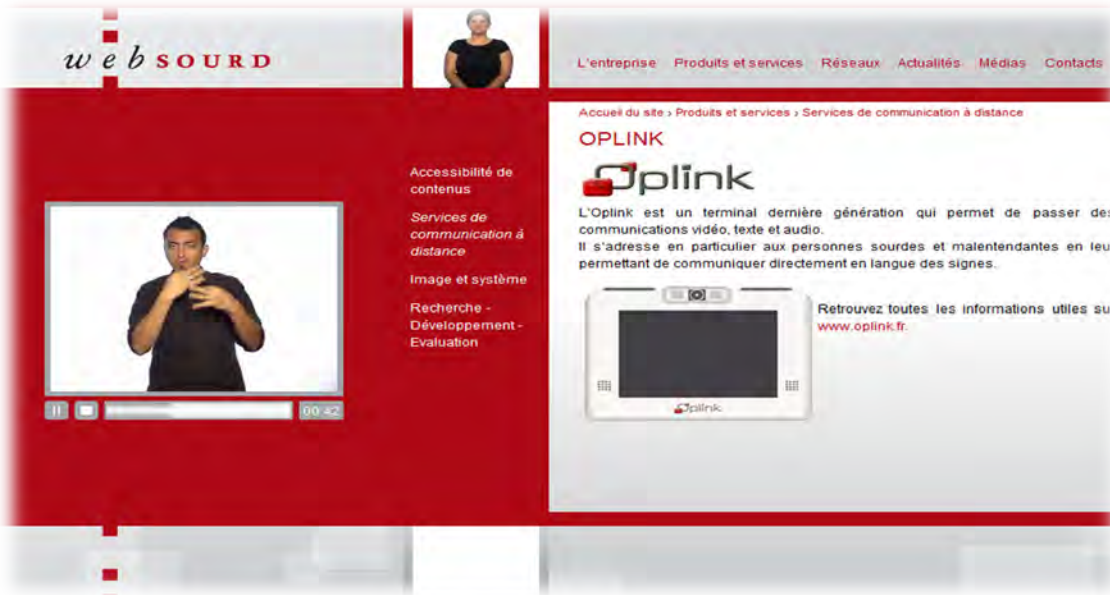 web SOURD
L'entreprise Produits et services Réseaux Actualités Médias Contacts
Accueil du site › Produits et services › Services de communication à distance
OPLINK
Oplink
L'Oplink est un terminal dernière génération qui permet de passer des
communications vidéo, texte et audio.
Il s'adresse en particulier aux personnes sourdes et malentendantes en leu
permettant de communiquer directement en langue des signes.
Retrouvez toutes les informations utiles su
www.oplink.fr.
Oplink
Accessibilité de
contenus
Services de
communication à
distance
Image et système
Recherche -
Développement -
Evaluation
00:42